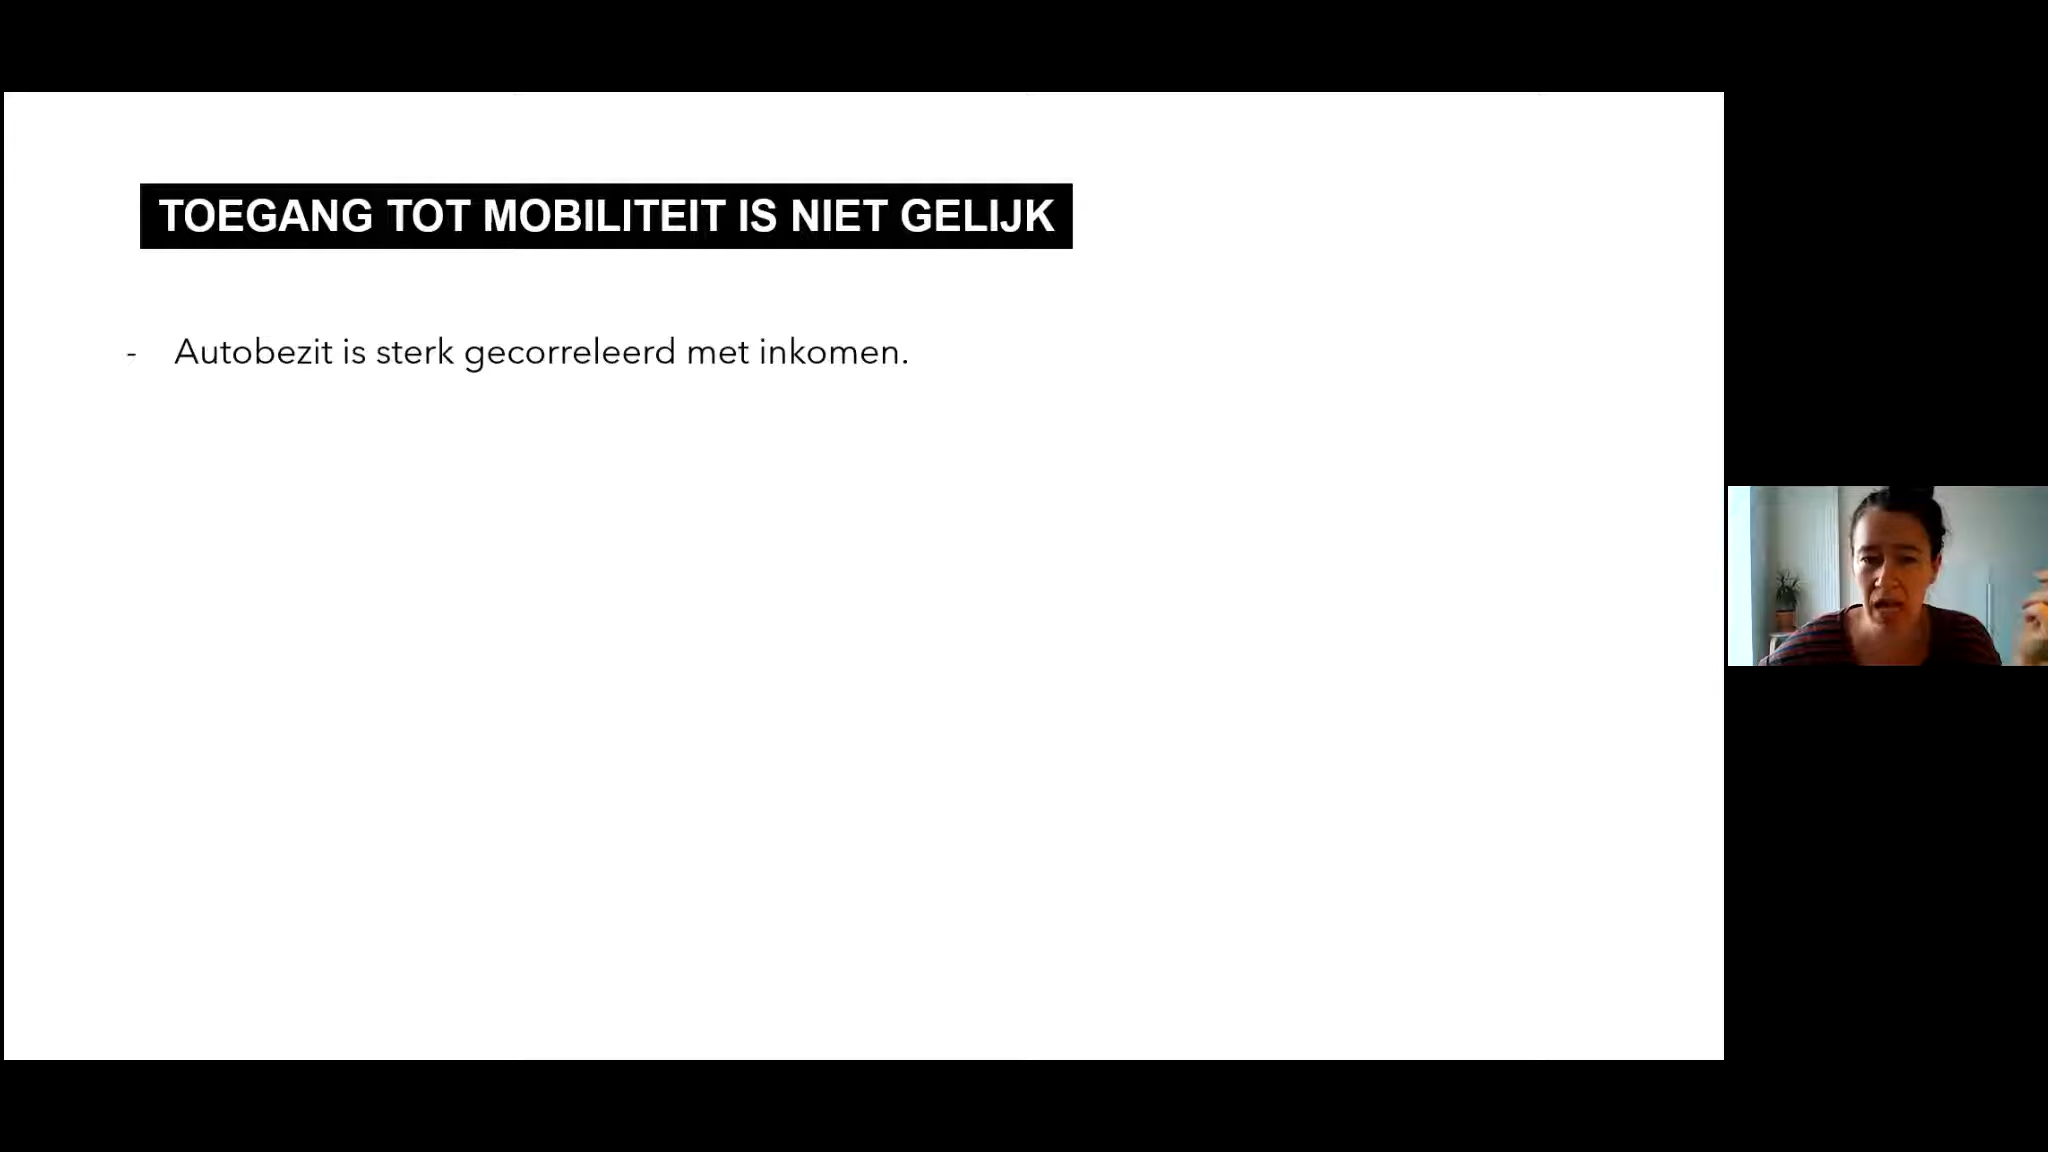 TOEGANG TOT MOBILITEIT IS NIET GELIJK
- Autobezit is sterk gecorreleerd met inkomen.